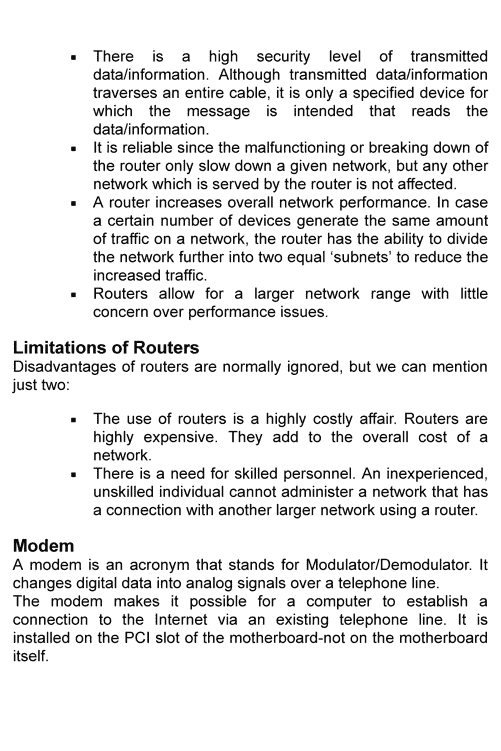 ▪ There is a high security level of transmitted
data/information. Although transmitted data/information
traverses an entire cable, it is only a specified device for
which the message is intended that reads the
data/information.
▪ It is reliable since the malfunctioning or breaking down of
the router only slow down a given network, but any other
network which is served by the router is not affected.
▪ A router increases overall network performance. In case
a certain number of devices generate the same amount
of traffic on a network, the router has the ability to divide
the network further into two equal ‘subnets’ to reduce the
increased traffic.
▪ Routers allow for a larger network range with little
concern over performance issues.
Limitations of Routers
Disadvantages of routers are normally ignored, but we can mention
just two:
▪ The use of routers is a highly costly affair. Routers are
highly expensive. They add to the overall cost of a
network.
▪ There is a need for skilled personnel. An inexperienced,
unskilled individual cannot administer a network that has
a connection with another larger network using a router.
Modem
A modem is an acronym that stands for Modulator/Demodulator. It
changes digital data into analog signals over a telephone line.
The modem makes it possible for a computer to establish a
connection to the Internet via an existing telephone line. It is
installed on the PCI slot of the motherboard-not on the motherboard
itself.